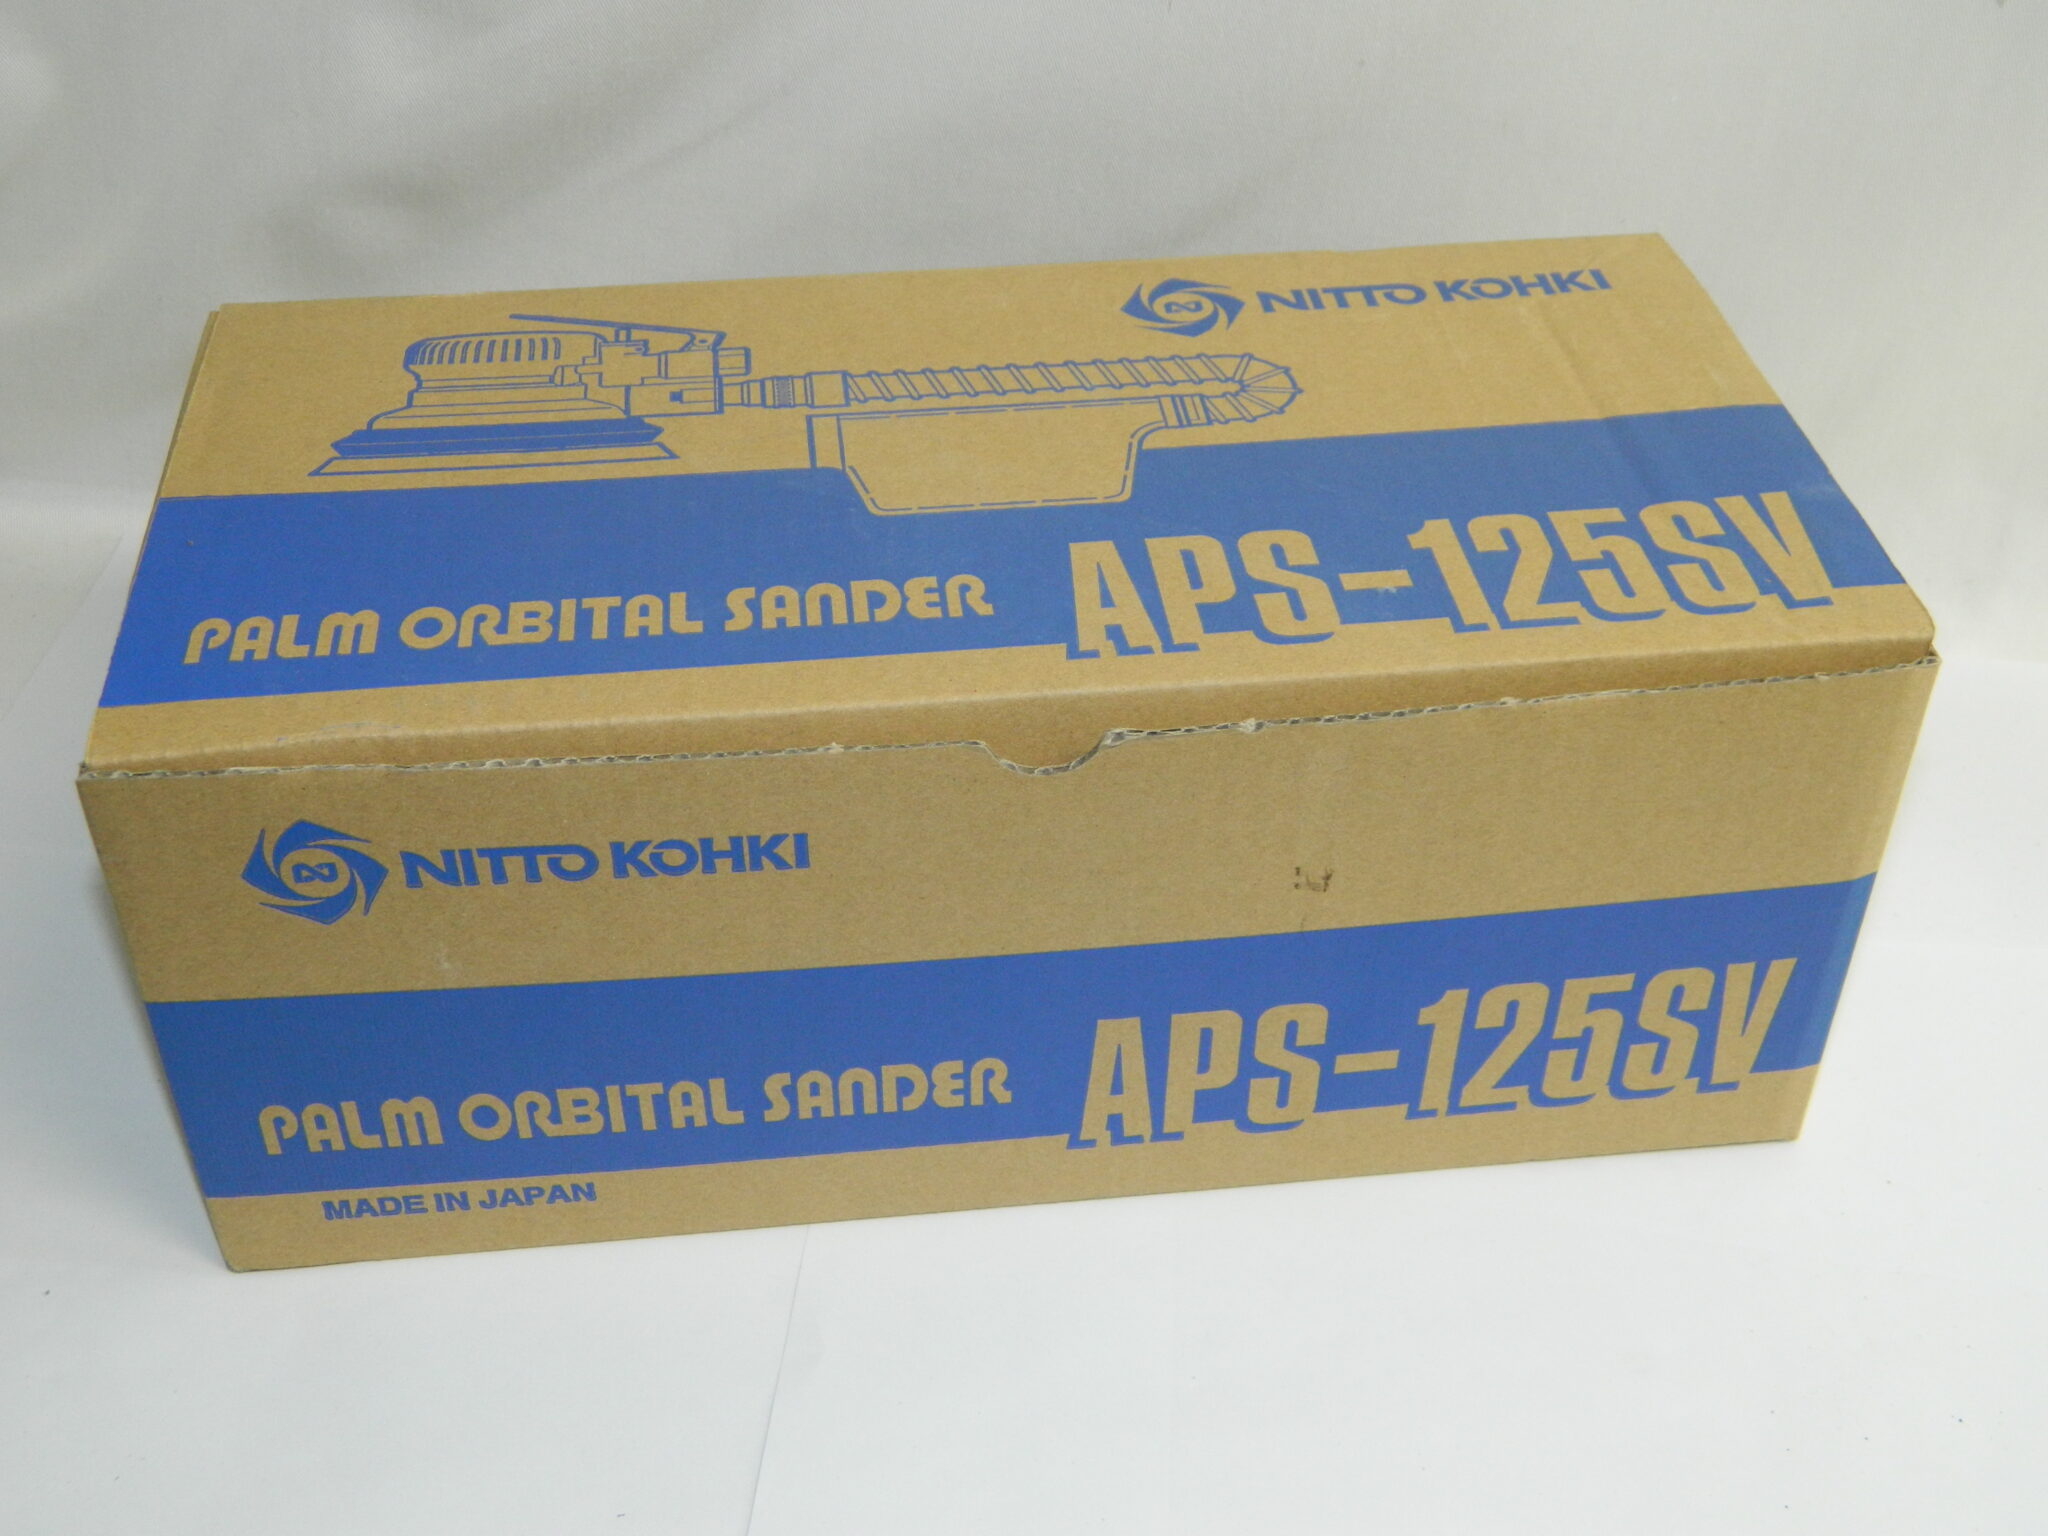 NITTO KOHKI
PALM ORBITAL SANDER APS-125SV
NITTO KOHKI
PALM ORBITAL SANDER APS-125SV
MADE IN JAPAN